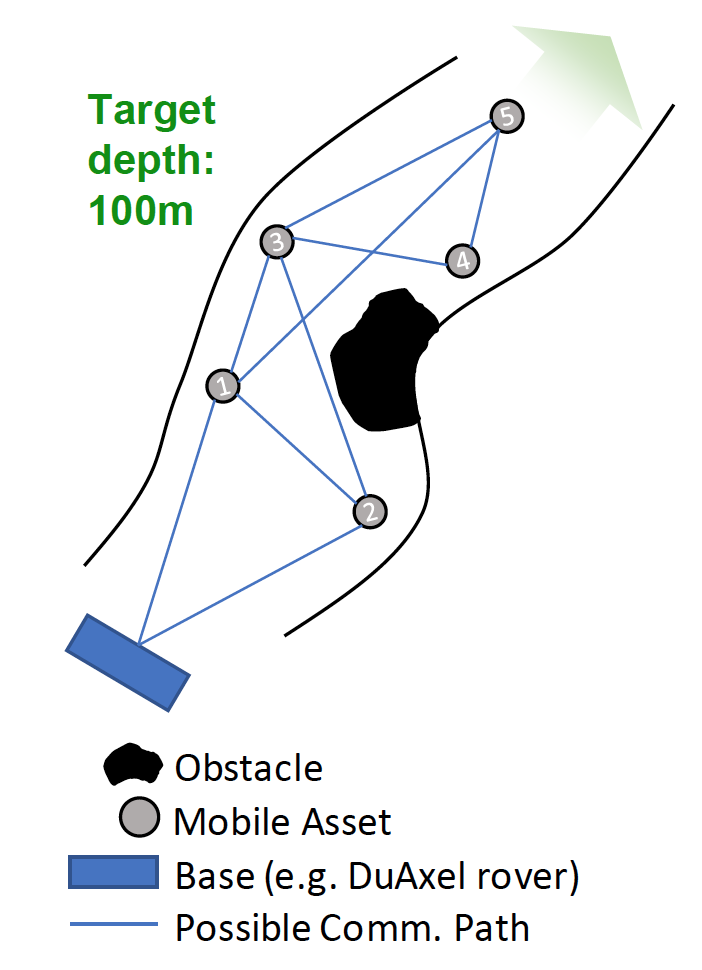 Target
depth:
100m
5
3
4
1
2
Obstacle
Mobile Asset
Base (e.g. DuAxel rover)
Possible Comm. Path